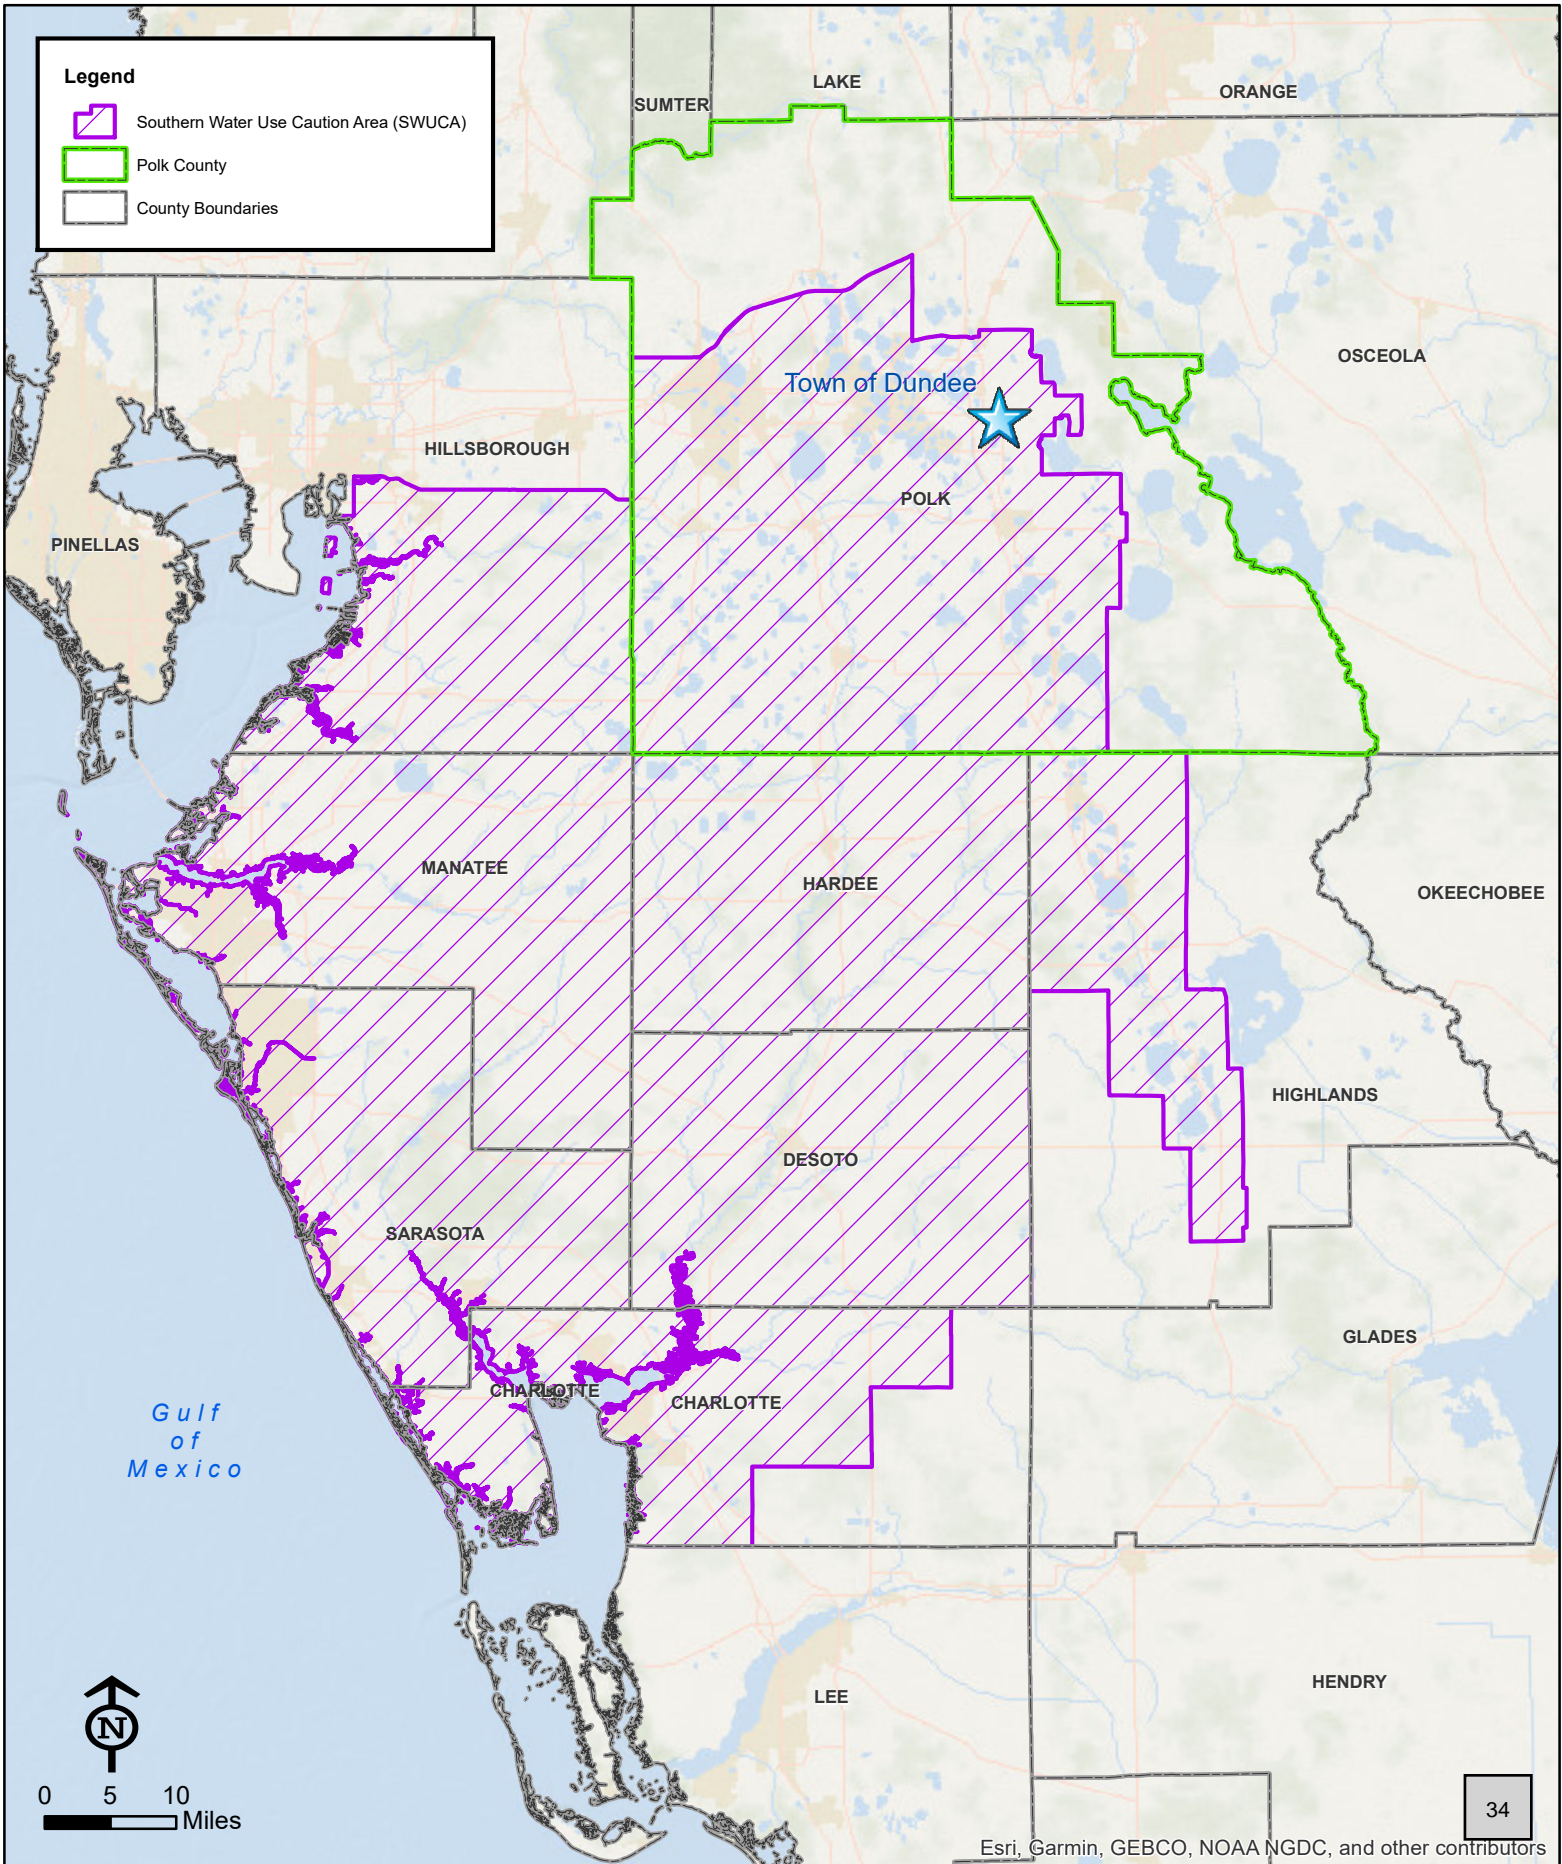 Legend
Southern Water Use Caution Area (SWUCA)
Polk County
County Boundaries
LAKE
SUMTER
ORANGE
OSCEOLA
Town of Dundee
HILLSBOROUGH
POLK
PINELLAS
MANATEE
HARDEE
OKEECHOBEE
HIGHLANDS
DESOTO
SARASOTA
GLADES
CHARLOTTE
CHARLOTTE
Gulf
of
Mexico
HENDRY
LEE
N
0 5 10
Miles
34
Esri, Garmin, GEBCO, NOAA NGDC, and other contributors